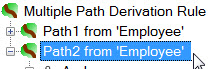 Multiple Path Derivation Rule
Path1 from 'Employee'
Path2 from 'Employee'